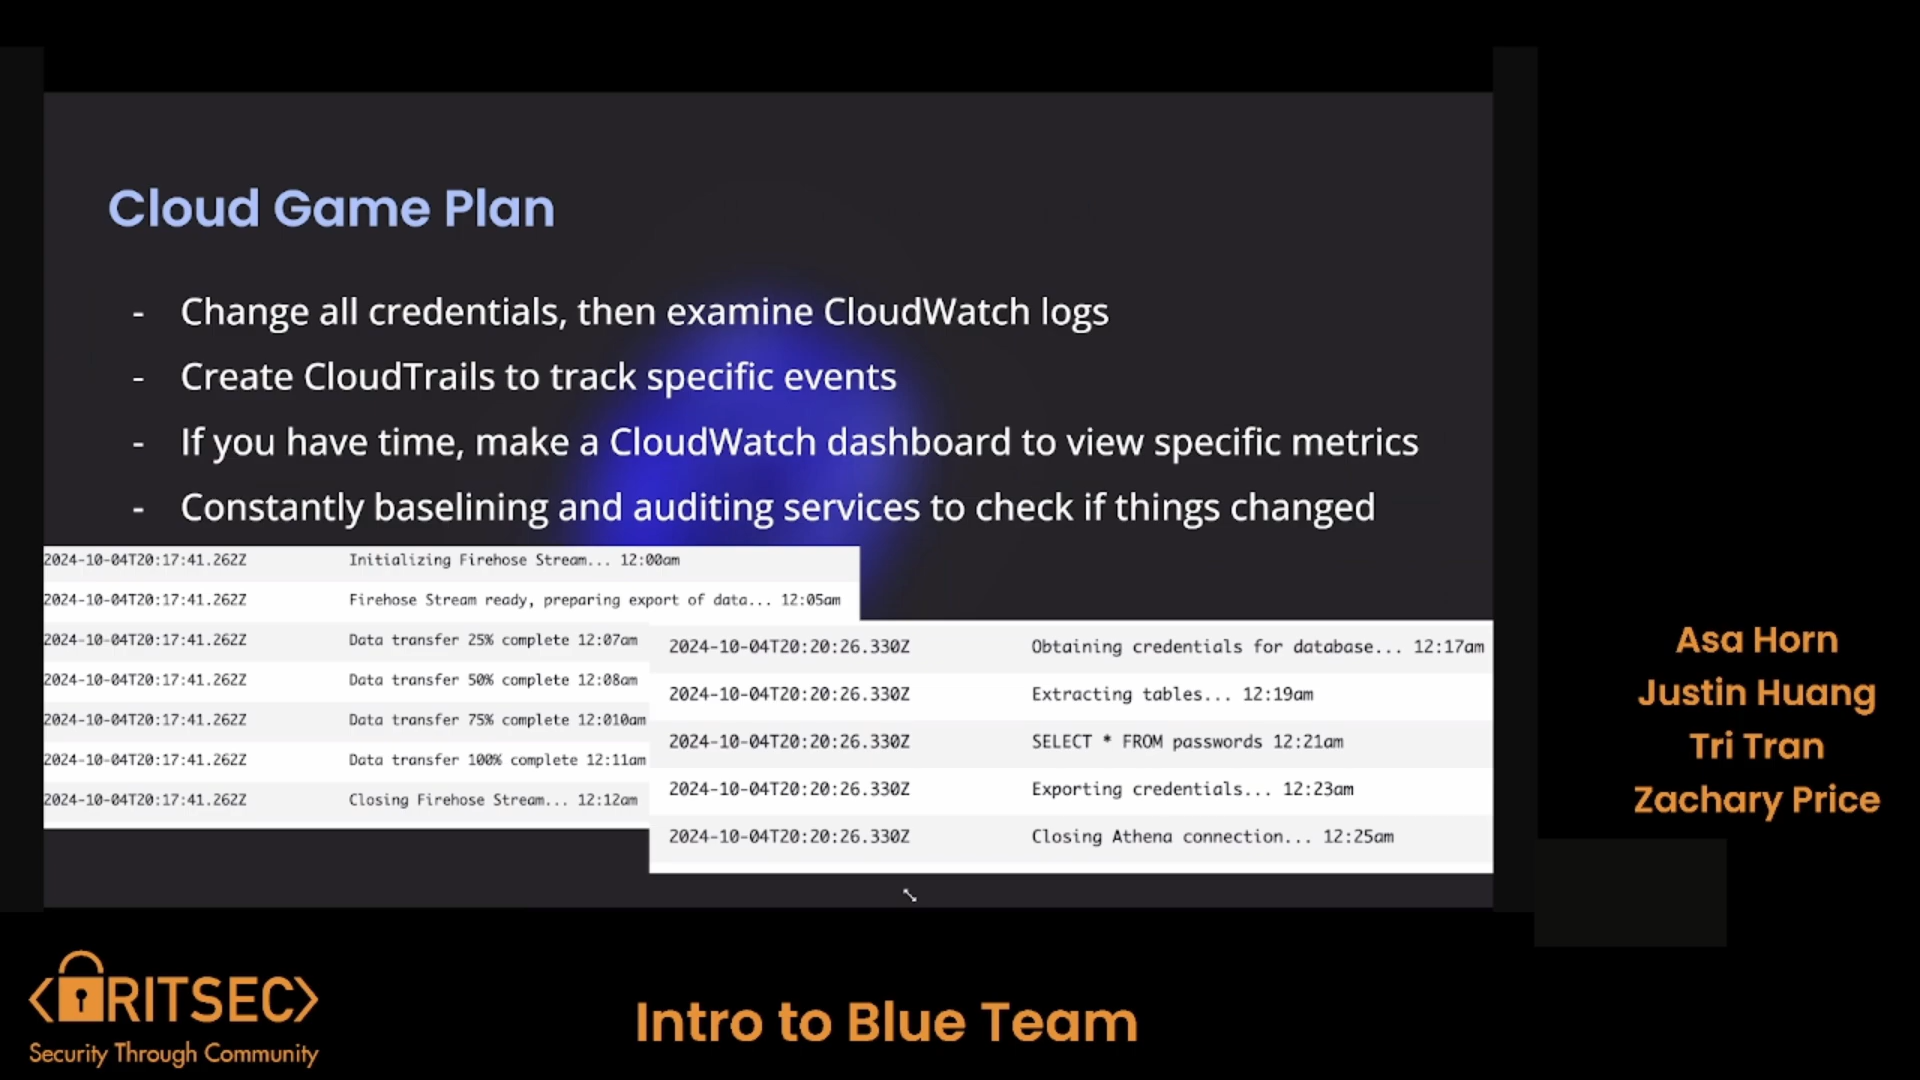 Cloud Game Plan
- Change all credentials, then examine CloudWatch logs
- Create CloudTrails to track specific events
- If you have time, make a CloudWatch dashboard to view specific metrics
- Constantly baselining and auditing services to check if things changed
2024-10-04T20:17:41.262Z Initializing Firehose Stream... 12:00am
2024-10-04T20:17:41.262Z Firehose Stream ready, preparing export of data... 12:05am
2024-10-04T20:17:41.262Z Data transfer 25% complete 12:07am
2024-10-04T20:17:41.262Z Data transfer 50% complete 12:08am
2024-10-04T20:17:41.262Z Data transfer 75% complete 12:010am
2024-10-04T20:17:41.262Z Data transfer 100% complete 12:11am
2024-10-04T20:17:41.262Z Closing Firehose Stream... 12:12am
2024-10-04T20:20:26.330Z Obtaining credentials for database... 12:17am
2024-10-04T20:20:26.330Z Extracting tables... 12:19am
2024-10-04T20:20:26.330Z SELECT * FROM passwords 12:21am
2024-10-04T20:20:26.330Z Exporting credentials... 12:23am
2024-10-04T20:20:26.330Z Closing Athena connection... 12:25am
Asa Horn
Justin Huang
Tri Tran
Zachary Price
<RITSEC>
Security Through Community
Intro to Blue Team